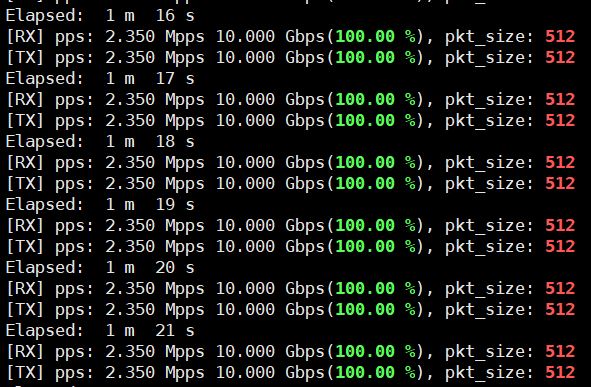 Elapsed:  1 m  16 s
[RX] pps: 2.350 Mpps 10.000 Gbps(100.00 %), pkt_size: 512
[TX] pps: 2.350 Mpps 10.000 Gbps(100.00 %), pkt_size: 512
Elapsed:  1 m  17 s
[RX] pps: 2.350 Mpps 10.000 Gbps(100.00 %), pkt_size: 512
[TX] pps: 2.350 Mpps 10.000 Gbps(100.00 %), pkt_size: 512
Elapsed:  1 m  18 s
[RX] pps: 2.350 Mpps 10.000 Gbps(100.00 %), pkt_size: 512
[TX] pps: 2.350 Mpps 10.000 Gbps(100.00 %), pkt_size: 512
Elapsed:  1 m  19 s
[RX] pps: 2.350 Mpps 10.000 Gbps(100.00 %), pkt_size: 512
[TX] pps: 2.350 Mpps 10.000 Gbps(100.00 %), pkt_size: 512
Elapsed:  1 m  20 s
[RX] pps: 2.350 Mpps 10.000 Gbps(100.00 %), pkt_size: 512
[TX] pps: 2.350 Mpps 10.000 Gbps(100.00 %), pkt_size: 512
Elapsed:  1 m  21 s
[RX] pps: 2.350 Mpps 10.000 Gbps(100.00 %), pkt_size: 512
[TX] pps: 2.350 Mpps 10.000 Gbps(100.00 %), pkt_size: 512